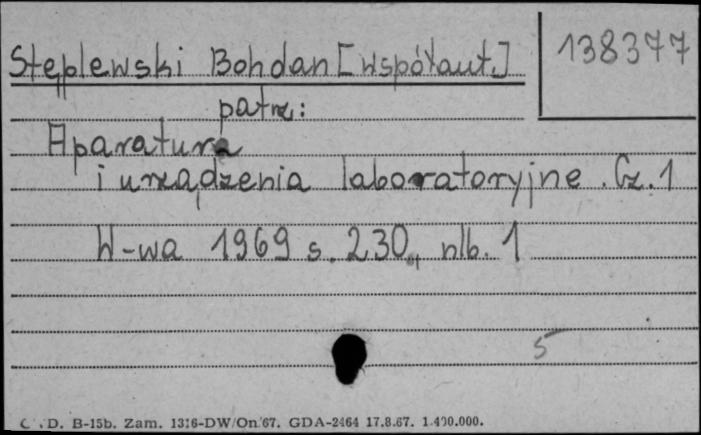 138377
Stęplewski Bohdan [współaut.]
patrz:
Aparatura
i urządzenia laboratoryjne. Cz. 1
W-wa 1969 s. 230, nlb. 1
5
D. B-15b. Zam. 1316-DW/On/67. GDA-2464 17.8.67. 1.400.000.